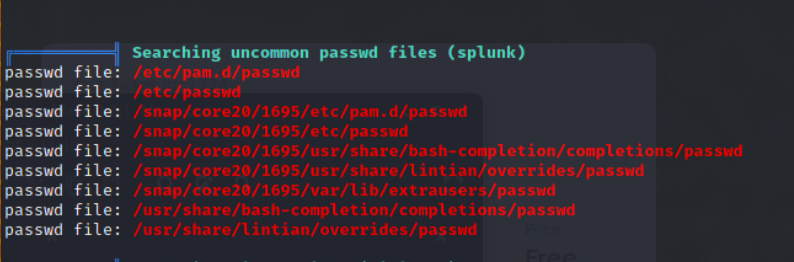 Searching uncommon passwd files (splunk)
passwd file: /etc/pam.d/passwd
passwd file: /etc/passwd
passwd file: /snap/core20/1695/etc/pam.d/passwd
passwd file: /snap/core20/1695/etc/passwd
passwd file: /snap/core20/1695/usr/share/bash-completion/completions/passwd
passwd file: /snap/core20/1695/usr/share/lintian/overrides/passwd
passwd file: /snap/core20/1695/var/lib/extrausers/passwd
passwd file: /usr/share/bash-completion/completions/passwd
passwd file: /usr/share/lintian/overrides/passwd
Price
Free